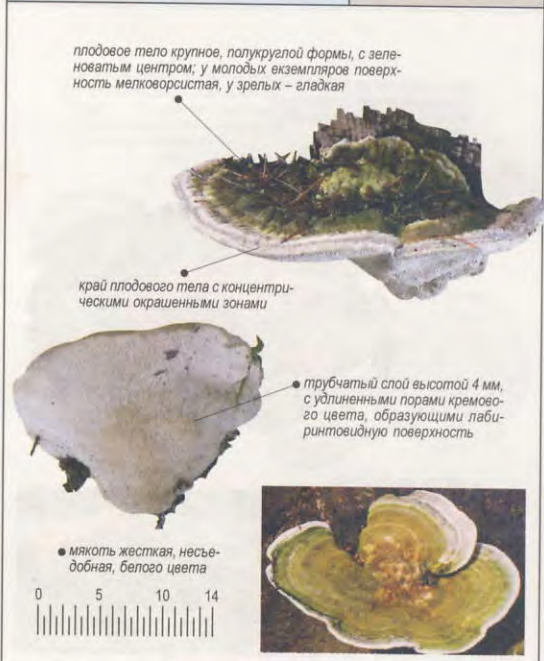 плодовое тело крупное, полукруглой формы, с зеле-
новатым центром; у молодых екземпляров поверх-
ность мелковорсистая, у зрелых – гладкая
край плодового тела с концентри-
ческими окрашенными зонами
• трубчатый слой высотой 4 мм,
с удлиненными порами кремово-
го цвета, образующими лаби-
ринтовидную поверхность
• мякоть жесткая, несъе-
добная, белого цвета
0 5 10 14